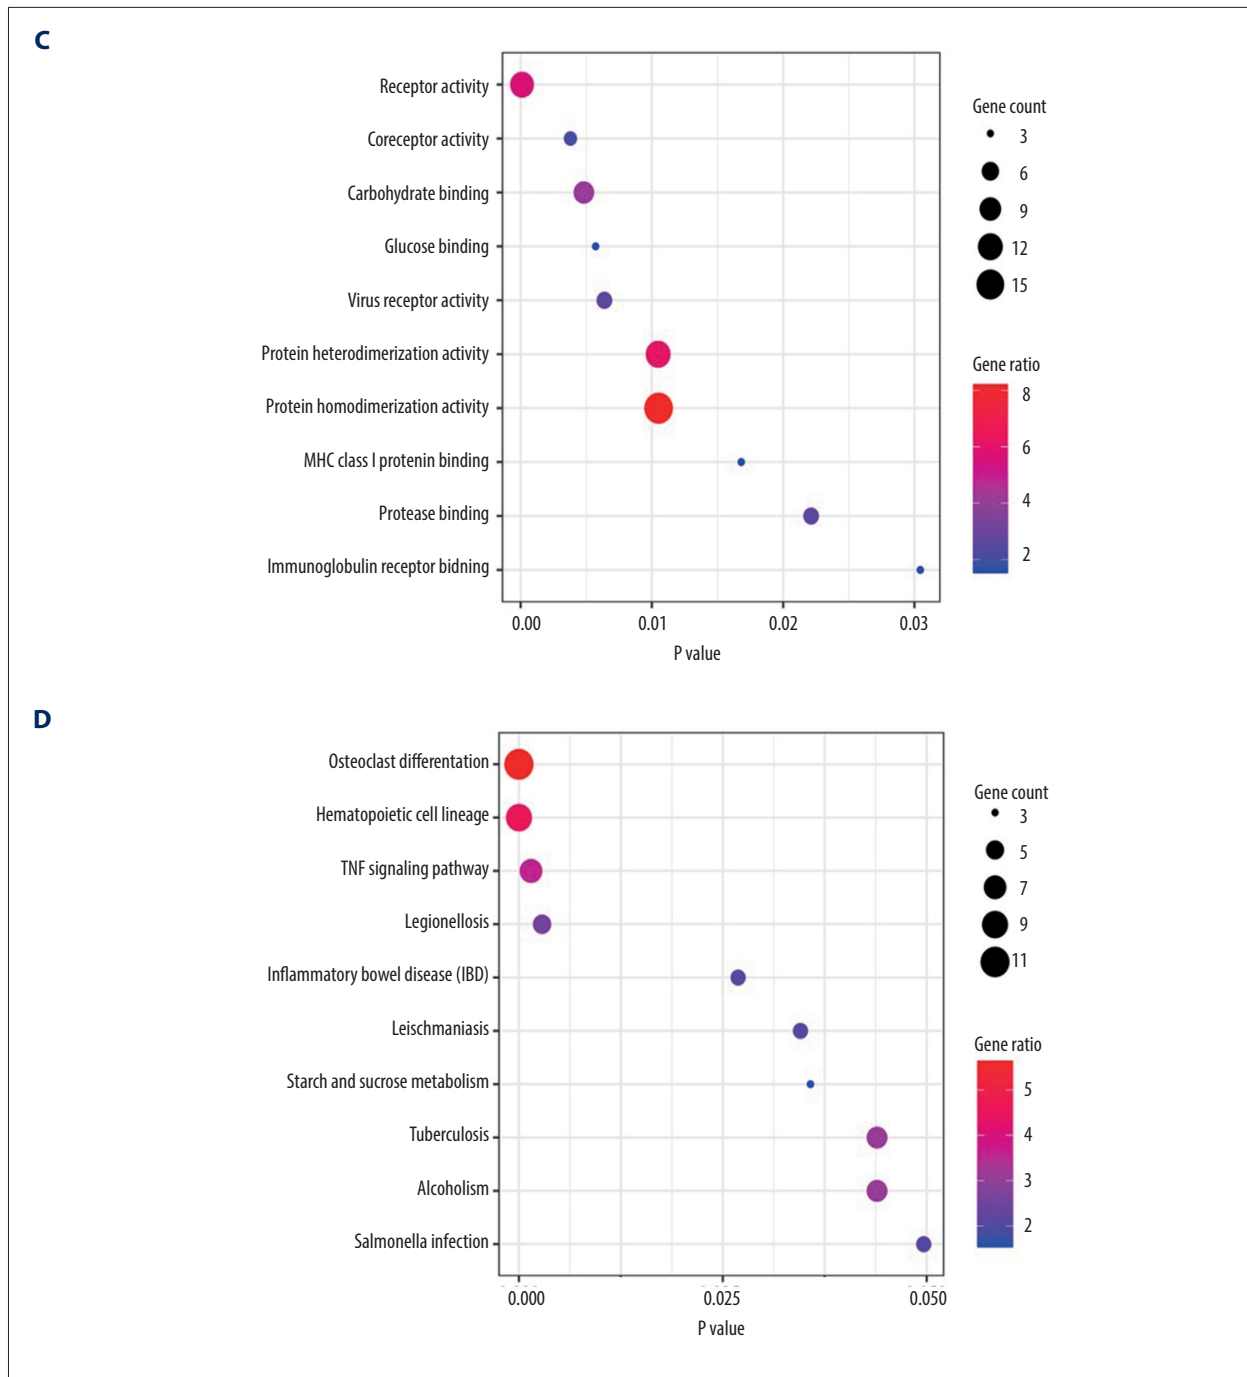 C
Receptor activity
Coreceptor activity
Carbohydrate binding
Glucose binding
Virus receptor activity
Protein heterodimerization activity
Protein homodimerization activity
MHC class I protenin binding
Protease binding
Immunoglobulin receptor bidning
0.00 0.01 0.02 0.03
P value
Gene count
3
6
9
12
15
Gene ratio
8
6
4
2
D
Osteoclast differentation
Hematopoietic cell lineage
TNF signaling pathway
Legionellosis
Inflammatory bowel disease (IBD)
Leischmaniasis
Starch and sucrose metabolism
Tuberculosis
Alcoholism
Salmonella infection
0.000 0.025 0.050
P value
Gene count
3
5
7
9
11
Gene ratio
5
4
3
2